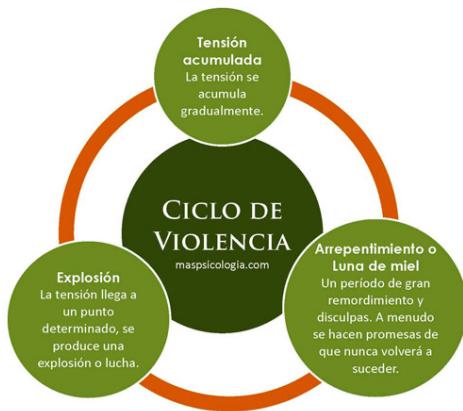 Tensión
acumulada
La tensión se
acumula
gradualmente.
CICLO DE
VIOLENCIA
maspsicologia.com
Arrepentimiento o
Luna de miel
Un período de gran
remordimiento y
disculpas. A menudo
se hacen promesas de
que nunca volverá a
suceder.
Explosión
La tensión llega a
un punto
determinado, se
produce una
explosión o lucha.